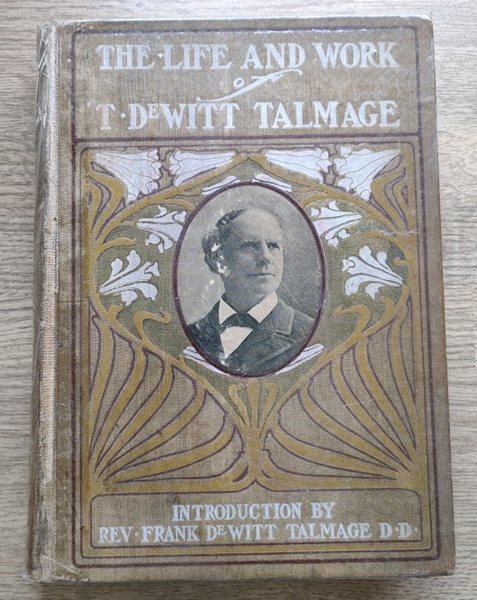 THE·LIFE AND WORK
OF
T·DEWITT TALMAGE
INTRODUCTION BY
REV·FRANK DEWITT TALMAGE D·D·